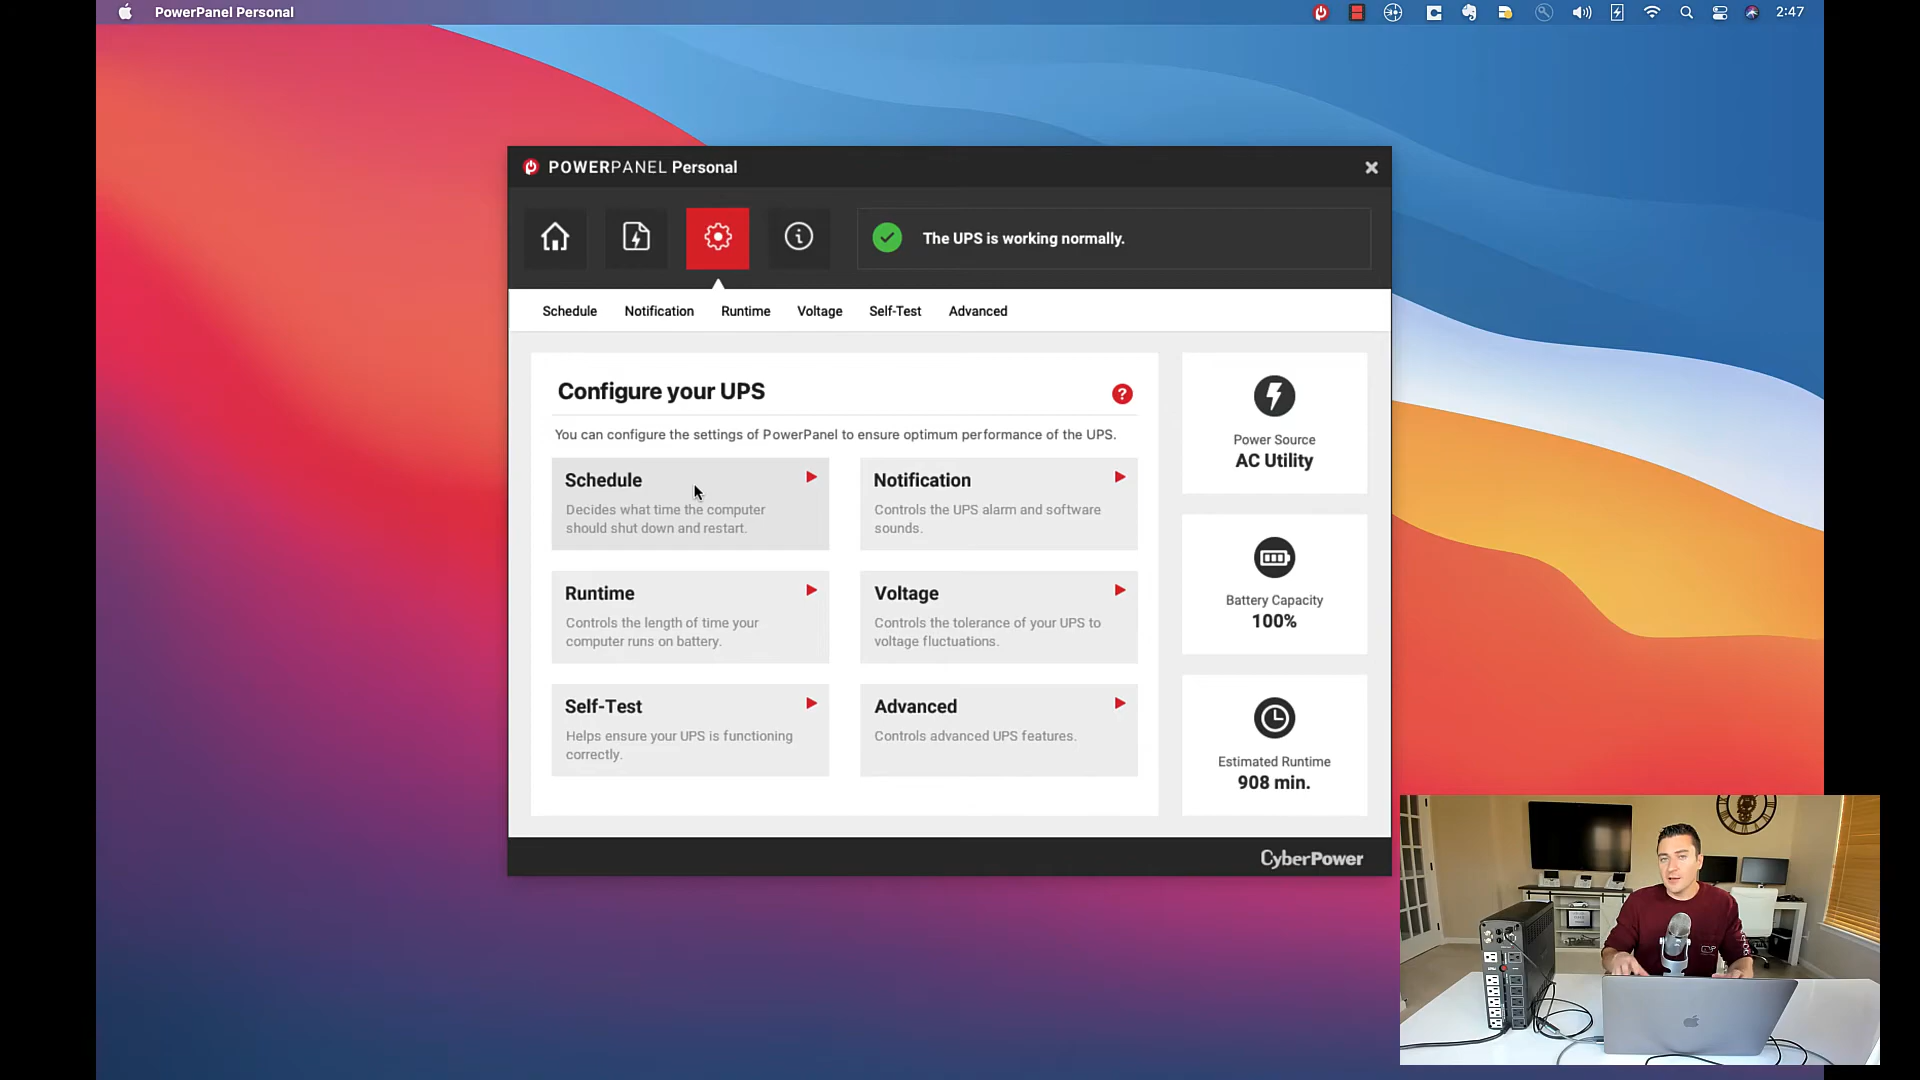 PowerPanel Personal
2:47
POWERPANEL Personal
The UPS is working normally.
Schedule
Notification
Runtime
Voltage
Self-Test
Advanced
Configure your UPS
?
You can configure the settings of PowerPanel to ensure optimum performance of the UPS.
Schedule
Decides what time the computer
should shut down and restart.
Notification
Controls the UPS alarm and software
sounds.
Runtime
Controls the length of time your
computer runs on battery.
Voltage
Controls the tolerance of your UPS to
voltage fluctuations.
Self-Test
Helps ensure your UPS is functioning
correctly.
Advanced
Controls advanced UPS features.
Power Source
AC Utility
Battery Capacity
100%
Estimated Runtime
908 min.
CyberPower